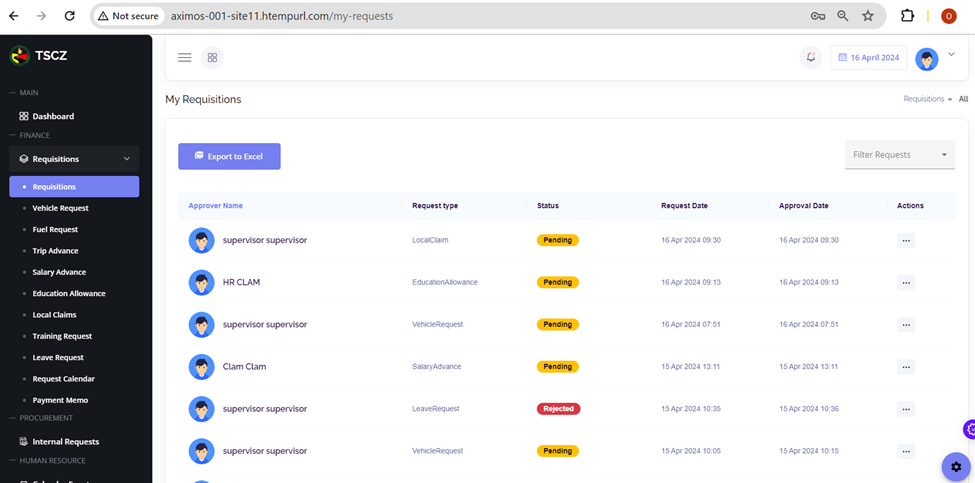 Not secure aximos-001-site11.htempurl.com/my-requests O
TSCZ
16 April 2024
MAIN
Dashboard
FINANCE
Requisitions
Requisitions
Vehicle Request
Fuel Request
Trip Advance
Salary Advance
Education Allowance
Local Claims
Training Request
Leave Request
Request Calendar
Payment Memo
PROCUREMENT
Internal Requests
HUMAN RESOURCE
My Requisitions Requisitions All
Export to Excel Filter Requests
Approver Name Request type Status Request Date Approval Date Actions
supervisor supervisor LocalClaim Pending 16 Apr 2024 09:30 16 Apr 2024 09:30 ...
HR CLAM EducationAllowance Pending 16 Apr 2024 09:13 16 Apr 2024 09:13 ...
supervisor supervisor VehicleRequest Pending 16 Apr 2024 07:51 16 Apr 2024 07:51 ...
Clam Clam SalaryAdvance Pending 15 Apr 2024 13:11 15 Apr 2024 13:11 ...
supervisor supervisor LeaveRequest Rejected 15 Apr 2024 10:35 15 Apr 2024 10:36 ...
supervisor supervisor VehicleRequest Pending 15 Apr 2024 10:05 15 Apr 2024 10:15 ...